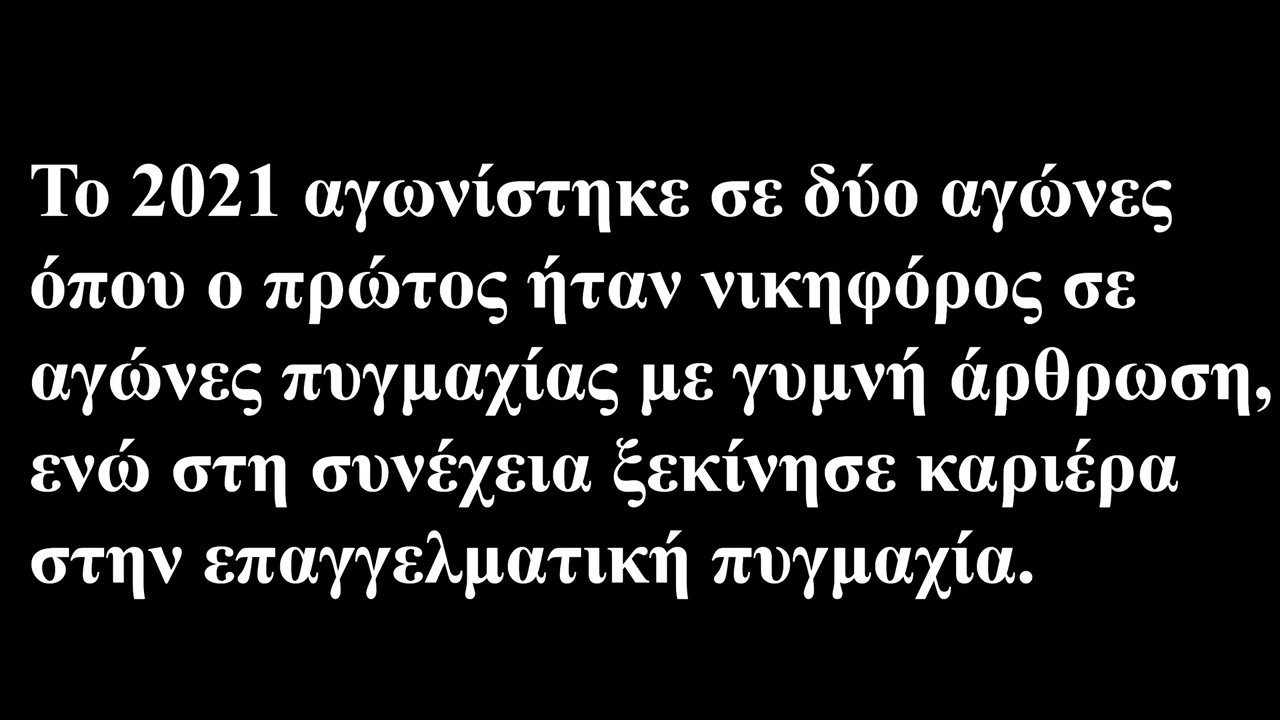 Το 2021 αγωνίστηκε σε δύο αγώνες
όπου ο πρώτος ήταν νικηφόρος σε
αγώνες πυγμαχίας με γυμνή άρθρωση,
ενώ στη συνέχεια ξεκίνησε καριέρα
στην επαγγελματική πυγμαχία.